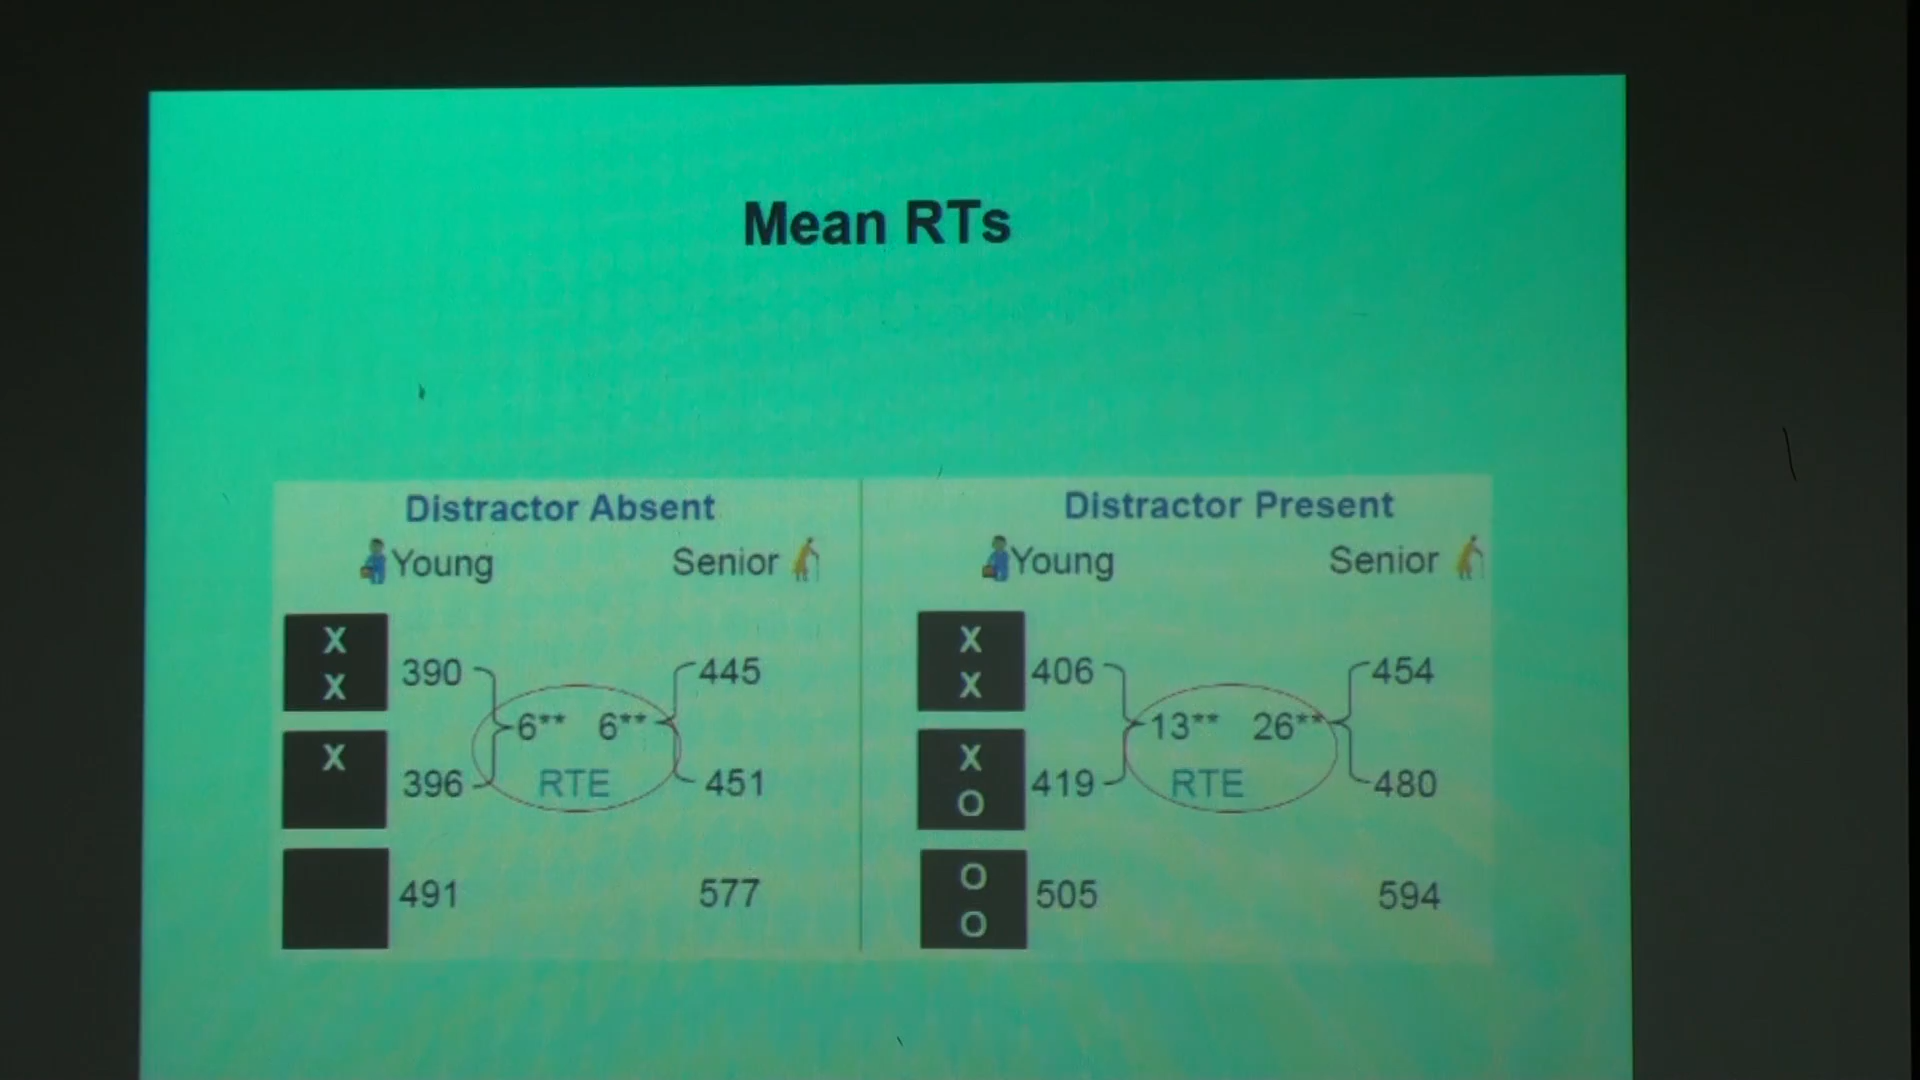 Mean RTs
Distractor Absent
Young Senior
X
X
390 445
6** 6**
X
396 RTE 451
491 577
Distractor Present
Young Senior
X
X
406 454
13** 26**
X
O
419 RTE 480
O
O
505 594